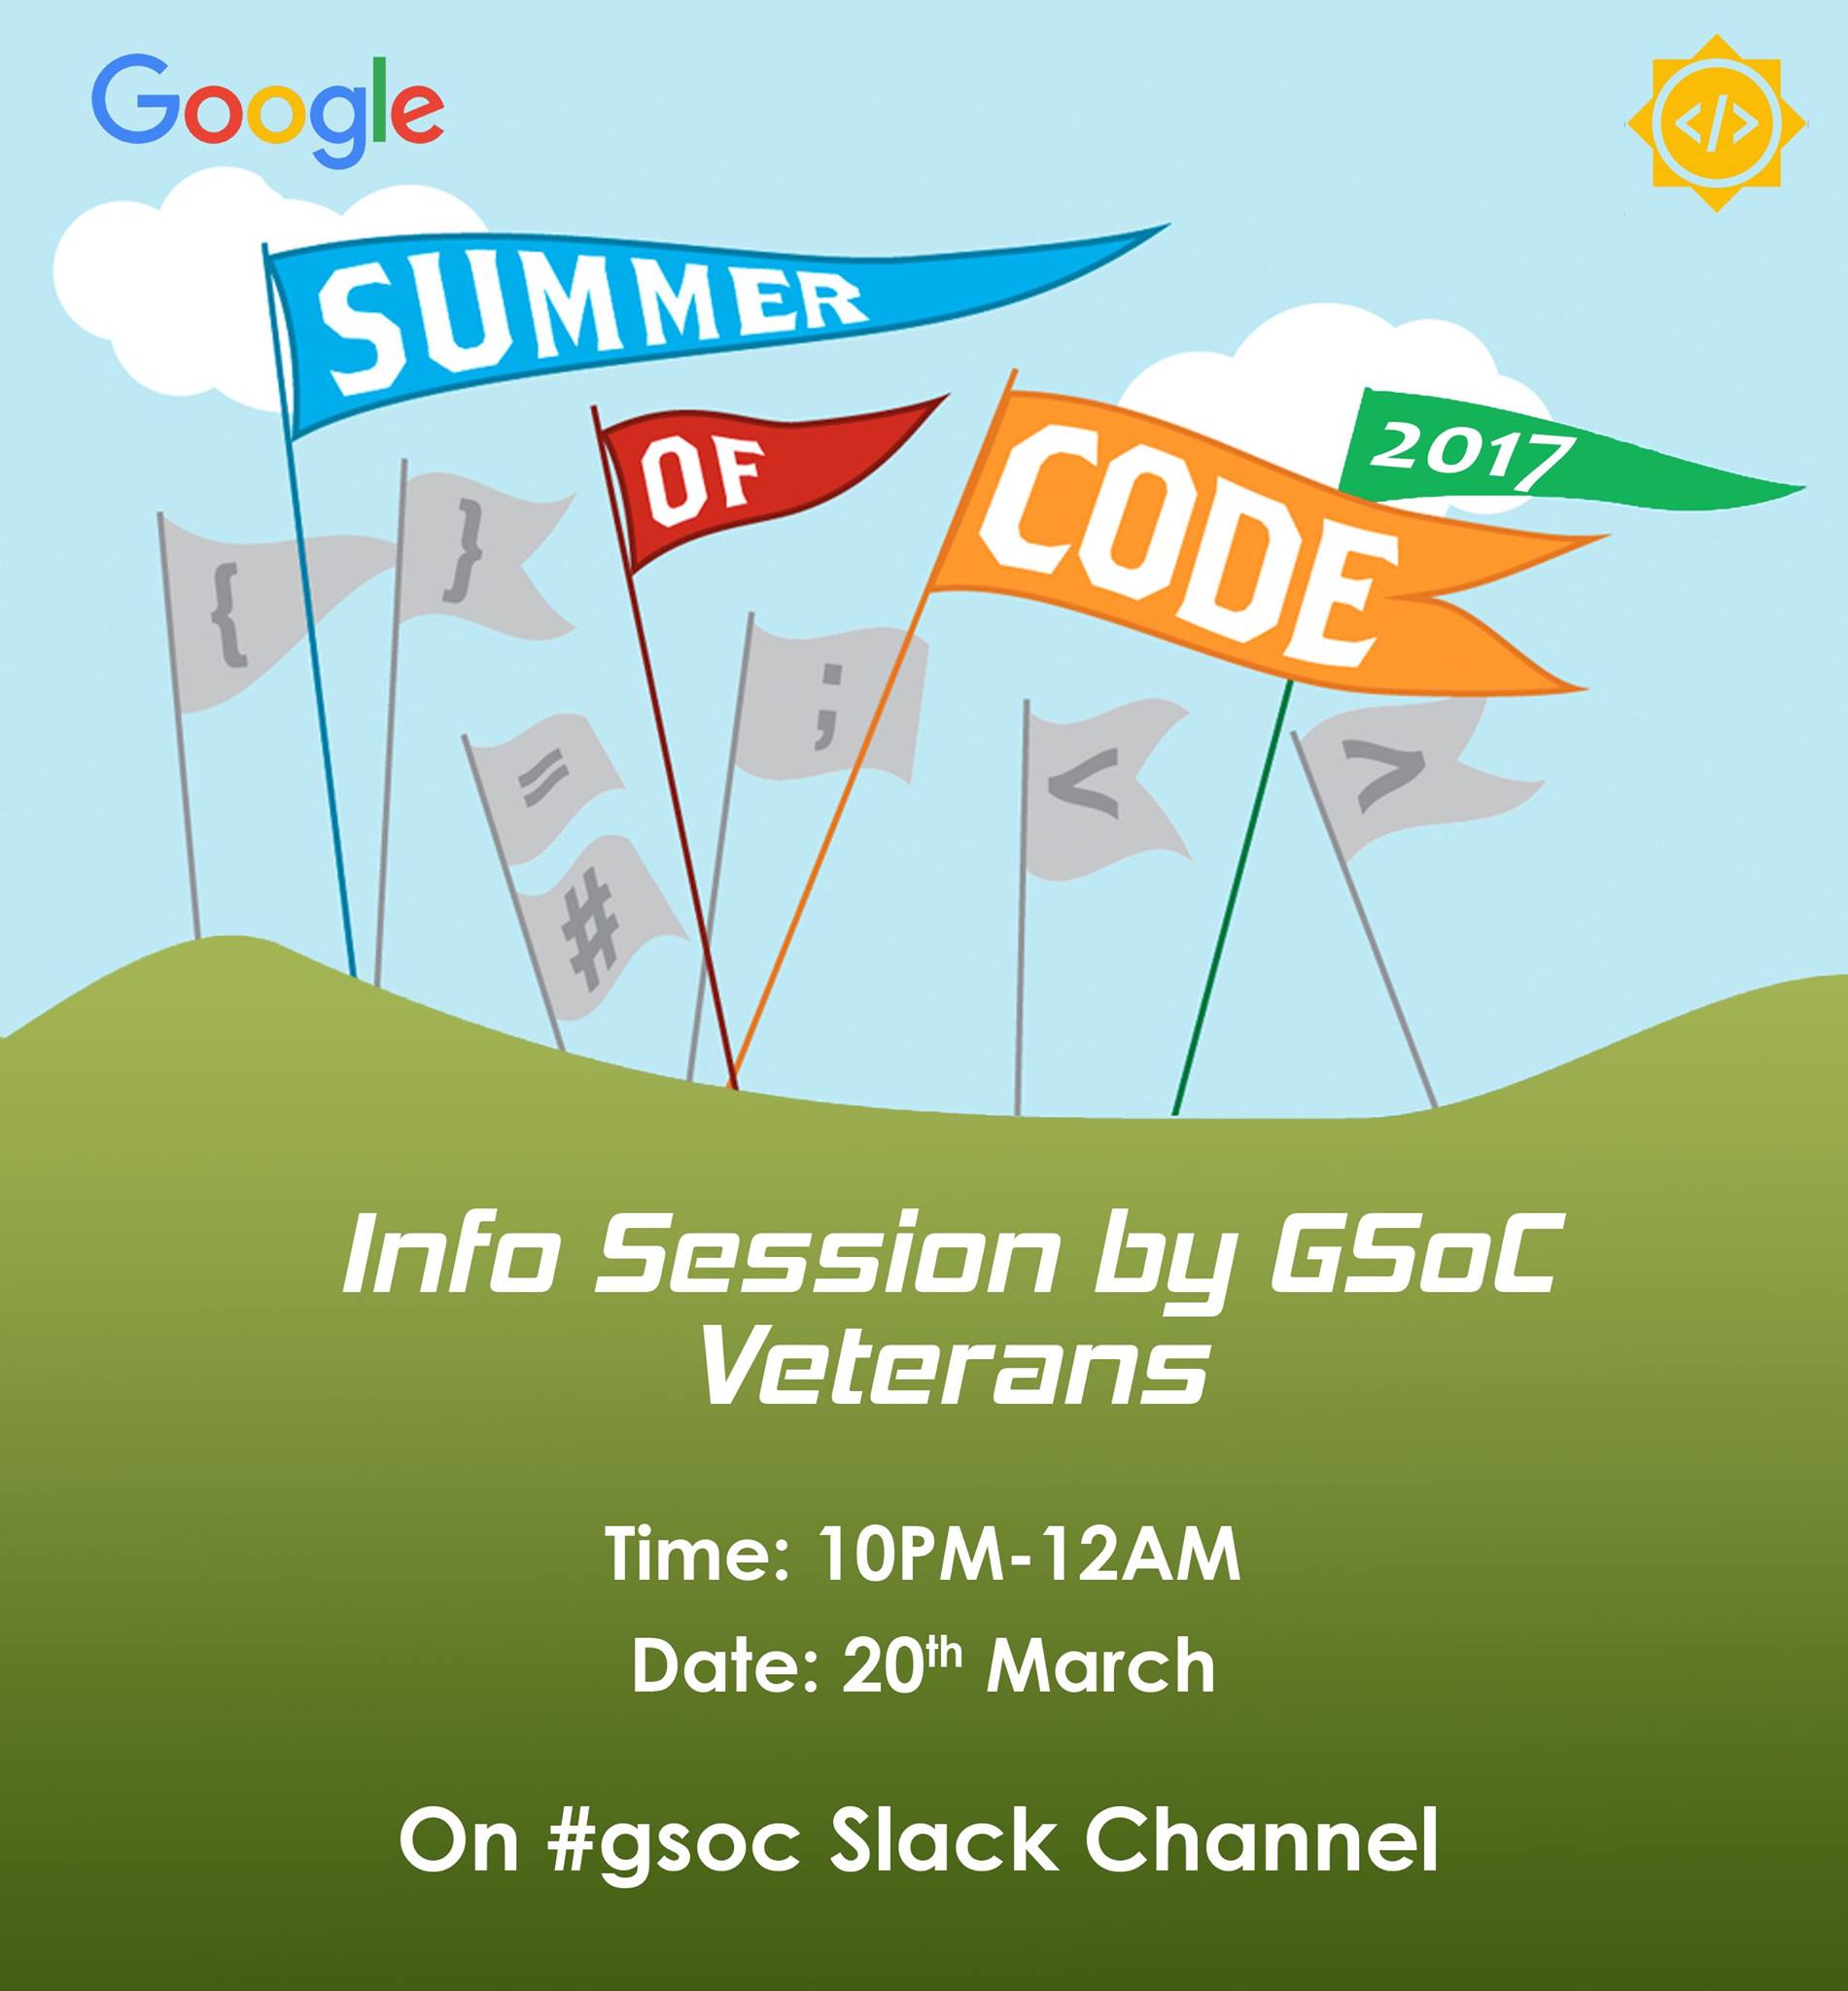 Google
</>
SUMMER
OF
CODE
2017
{
}
=
#
;
<
>
Info Session by GSoC
Veterans
Time: 10PM-12AM
Date: 20th March
On #gsoc Slack Channel